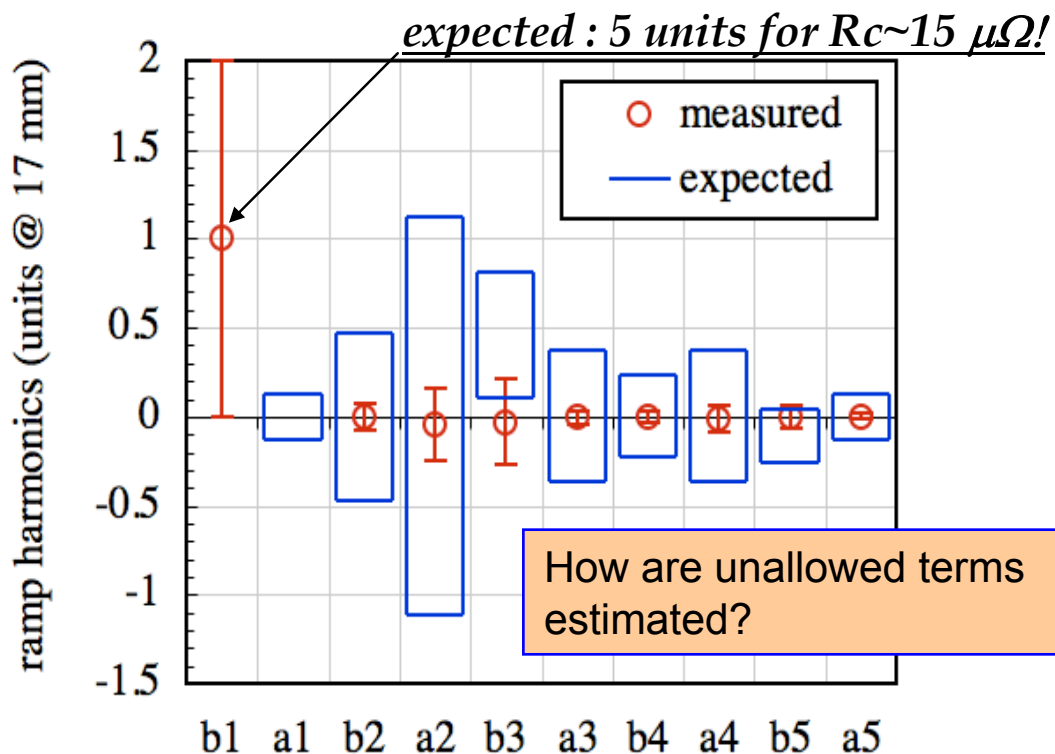 expected : 5 units for Rc~15 μΩ!
ramp harmonics (units @ 17 mm)
2
1.5
1
0.5
0
-0.5
-1
-1.5
measured
expected
How are unallowed terms
estimated?
b1 a1 b2 a2 b3 a3 b4 a4 b5 a5